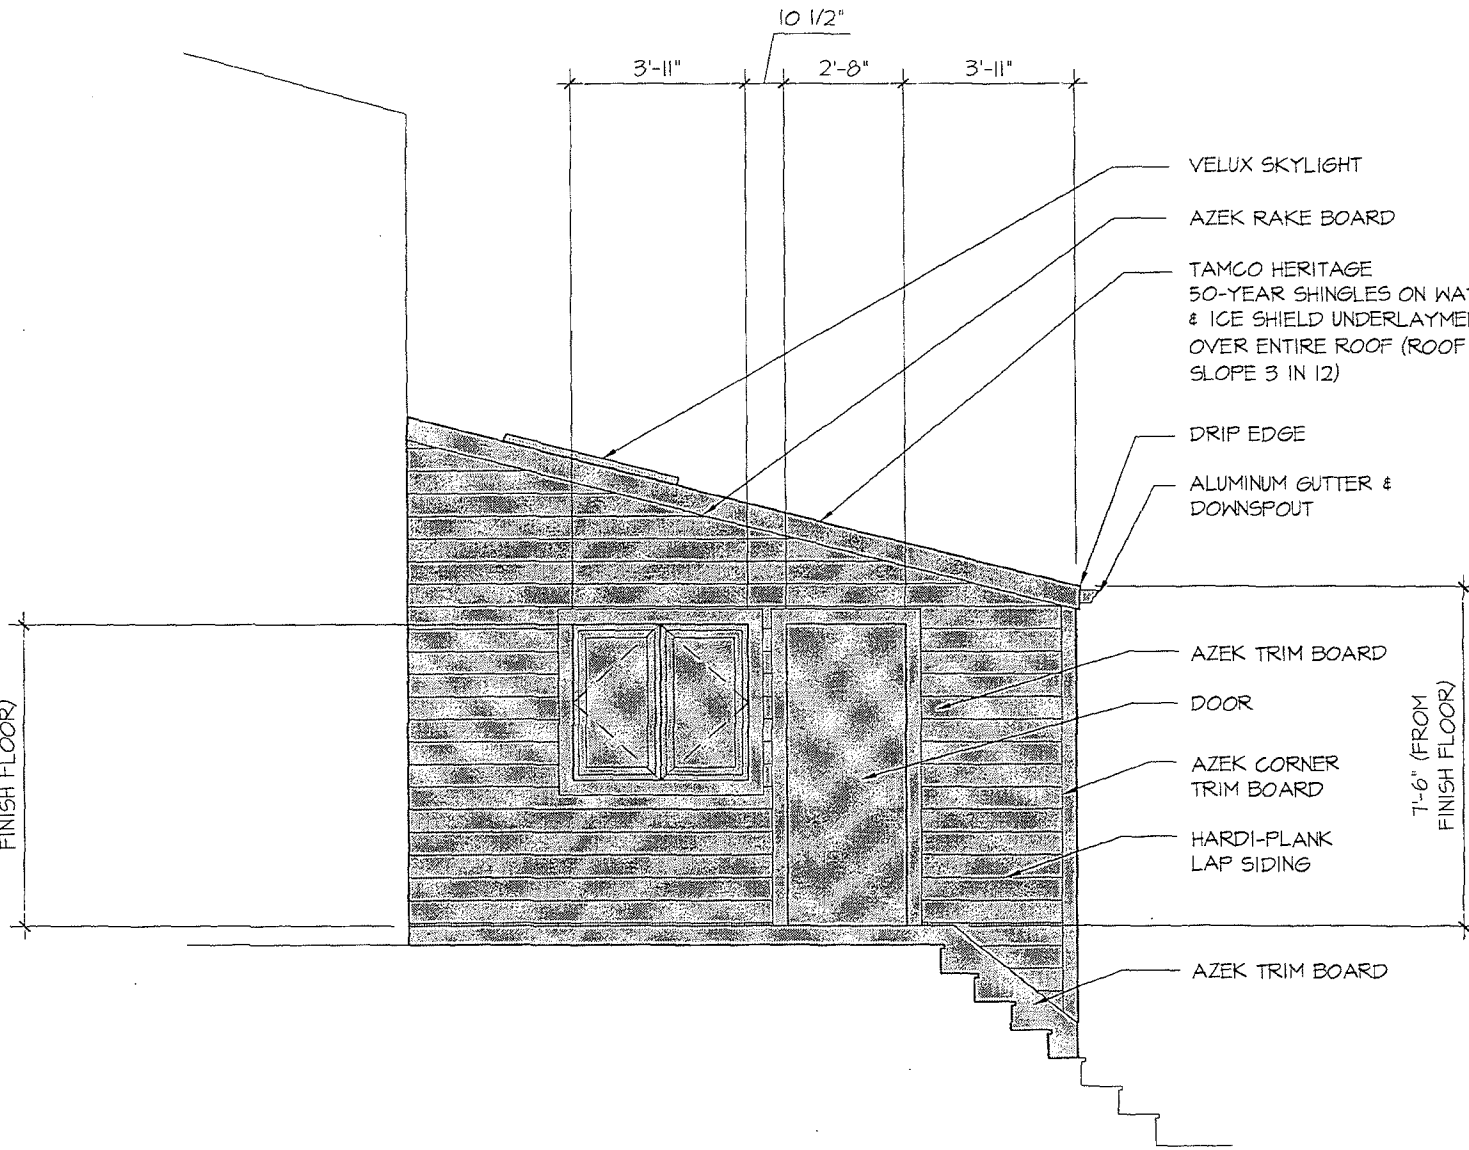 10 1/2"
3'-11"
2'-8"
3'-11"
VELUX SKYLIGHT
AZEK RAKE BOARD
TAMCO HERITAGE
50-YEAR SHINGLES ON
& ICE SHIELD
OVER ENTIRE ROOF (ROOF
SLOPE 3 IN 12)
DRIP EDGE
ALUMINUM GUTTER &
DOWNSPOUT
AZEK TRIM BOARD
DOOR
AZEK CORNER
TRIM BOARD
HARDI-PLANK
LAP SIDING
AZEK TRIM BOARD
7'-6" (FROM
FINISH FLOOR)
FINISH FLOOR)